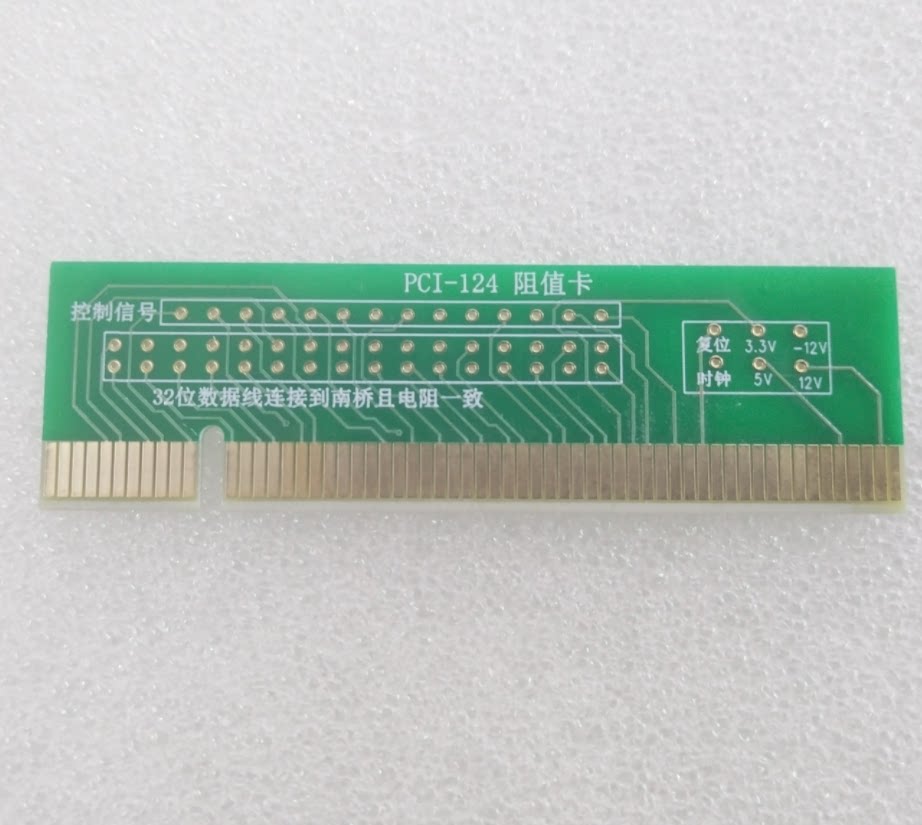 PCI-124 阻值卡
控制信号
复位 3.3V -12V
时钟 5V 12V
32位数据线连接到南桥且电阻一致